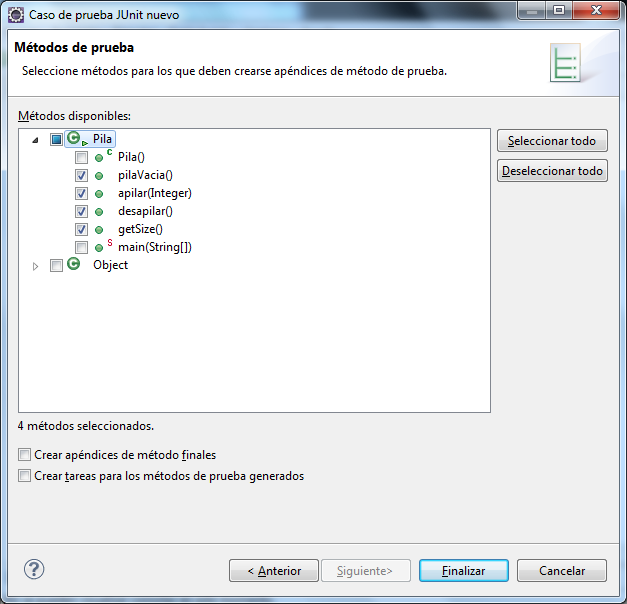 Caso de prueba JUnit nuevo
Métodos de prueba
Seleccione métodos para los que deben crearse apéndices de método de prueba.
Métodos disponibles:
Pila
Seleccionar todo
C Pila()
Deseleccionar todo
pilaVacia()
apilar(Integer)
desapilar()
getSize()
S main(String[])
Object
4 métodos seleccionados.
Crear apéndices de método finales
Crear tareas para los métodos de prueba generados
< Anterior
Siguiente>
Finalizar
Cancelar